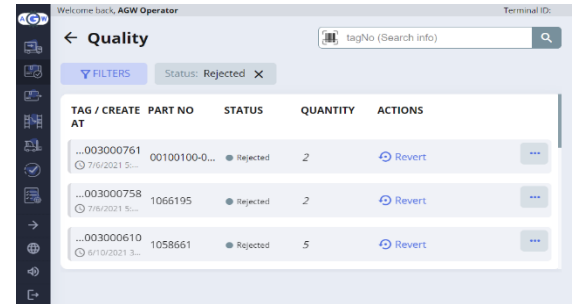 Welcome back, AGW Operator
Terminal ID:
AGW
← Quality
tagNo (Search info)
FILTERS
Status: Rejected X
TAG / CREATE AT
PART NO
STATUS
QUANTITY
ACTIONS
...003000761
7/6/2021 5:...
00100100-0...
Rejected
2
Revert
...
...003000758
7/6/2021 5:...
1066195
Rejected
2
Revert
...
...003000610
6/10/2021 3...
1058661
Rejected
5
Revert
...